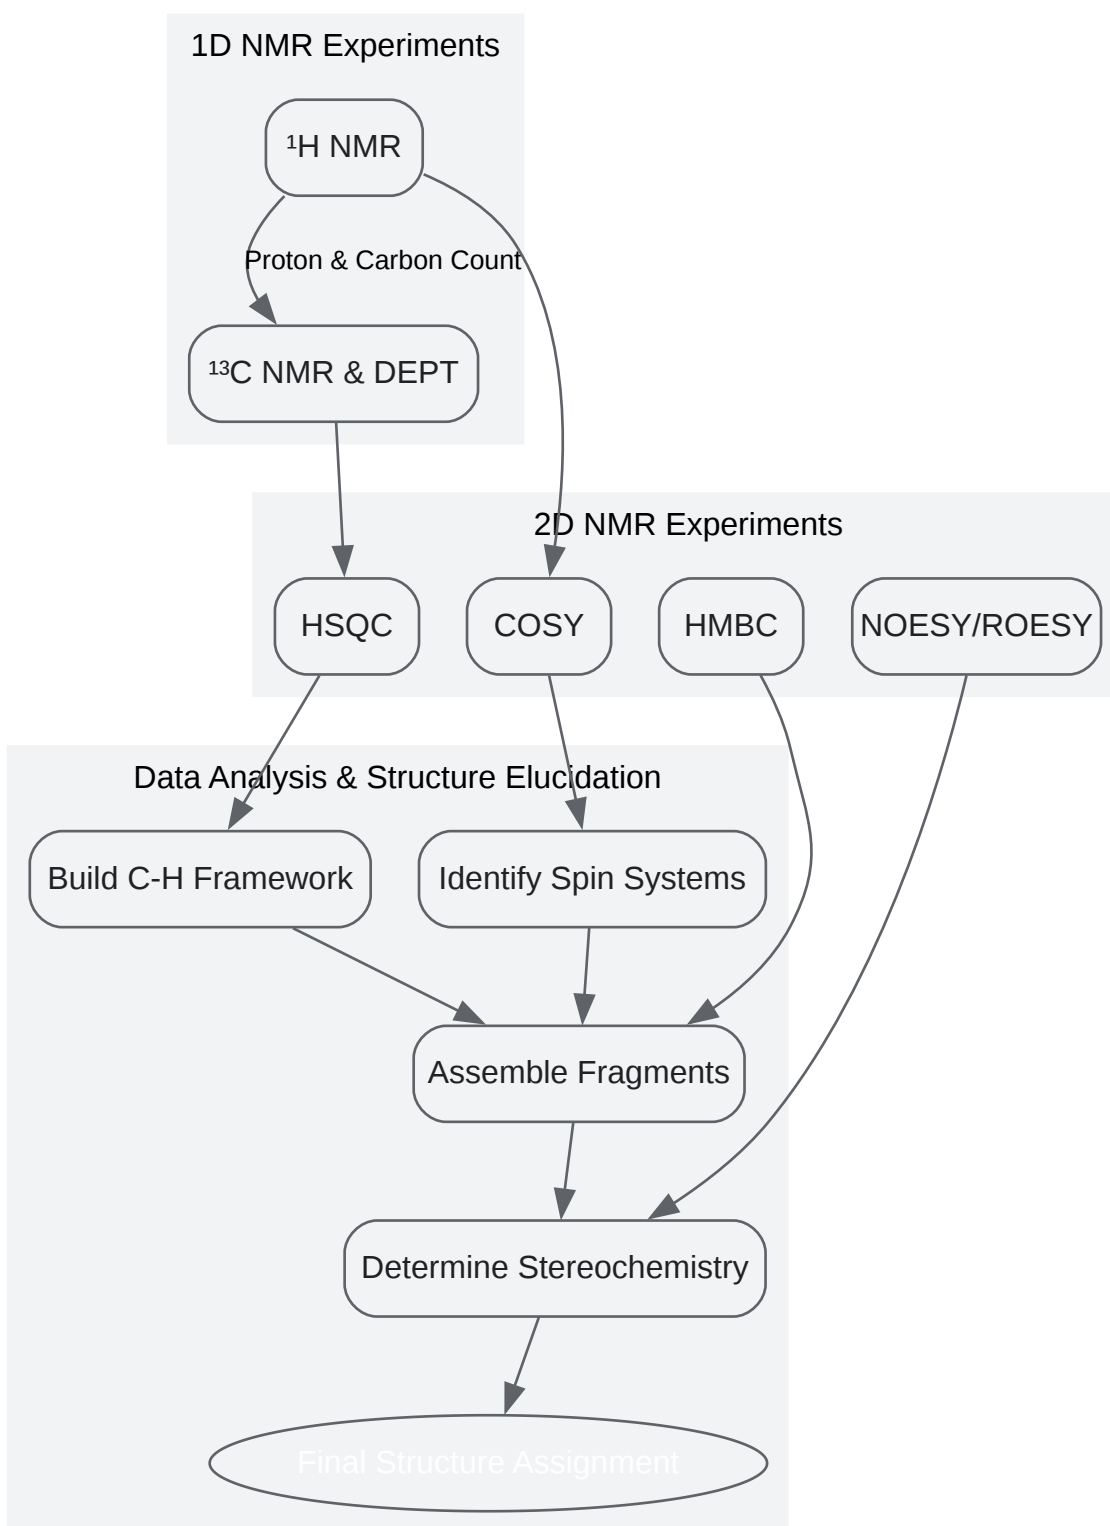 1D NMR Experiments
¹H NMR
Proton & Carbon Count
¹³C NMR & DEPT
2D NMR Experiments
HSQC
COSY
HMBC
NOESY/ROESY
Data Analysis & Structure Elucidation
Build C-H Framework
Identify Spin Systems
Assemble Fragments
Determine Stereochemistry
Final Structure Assignment